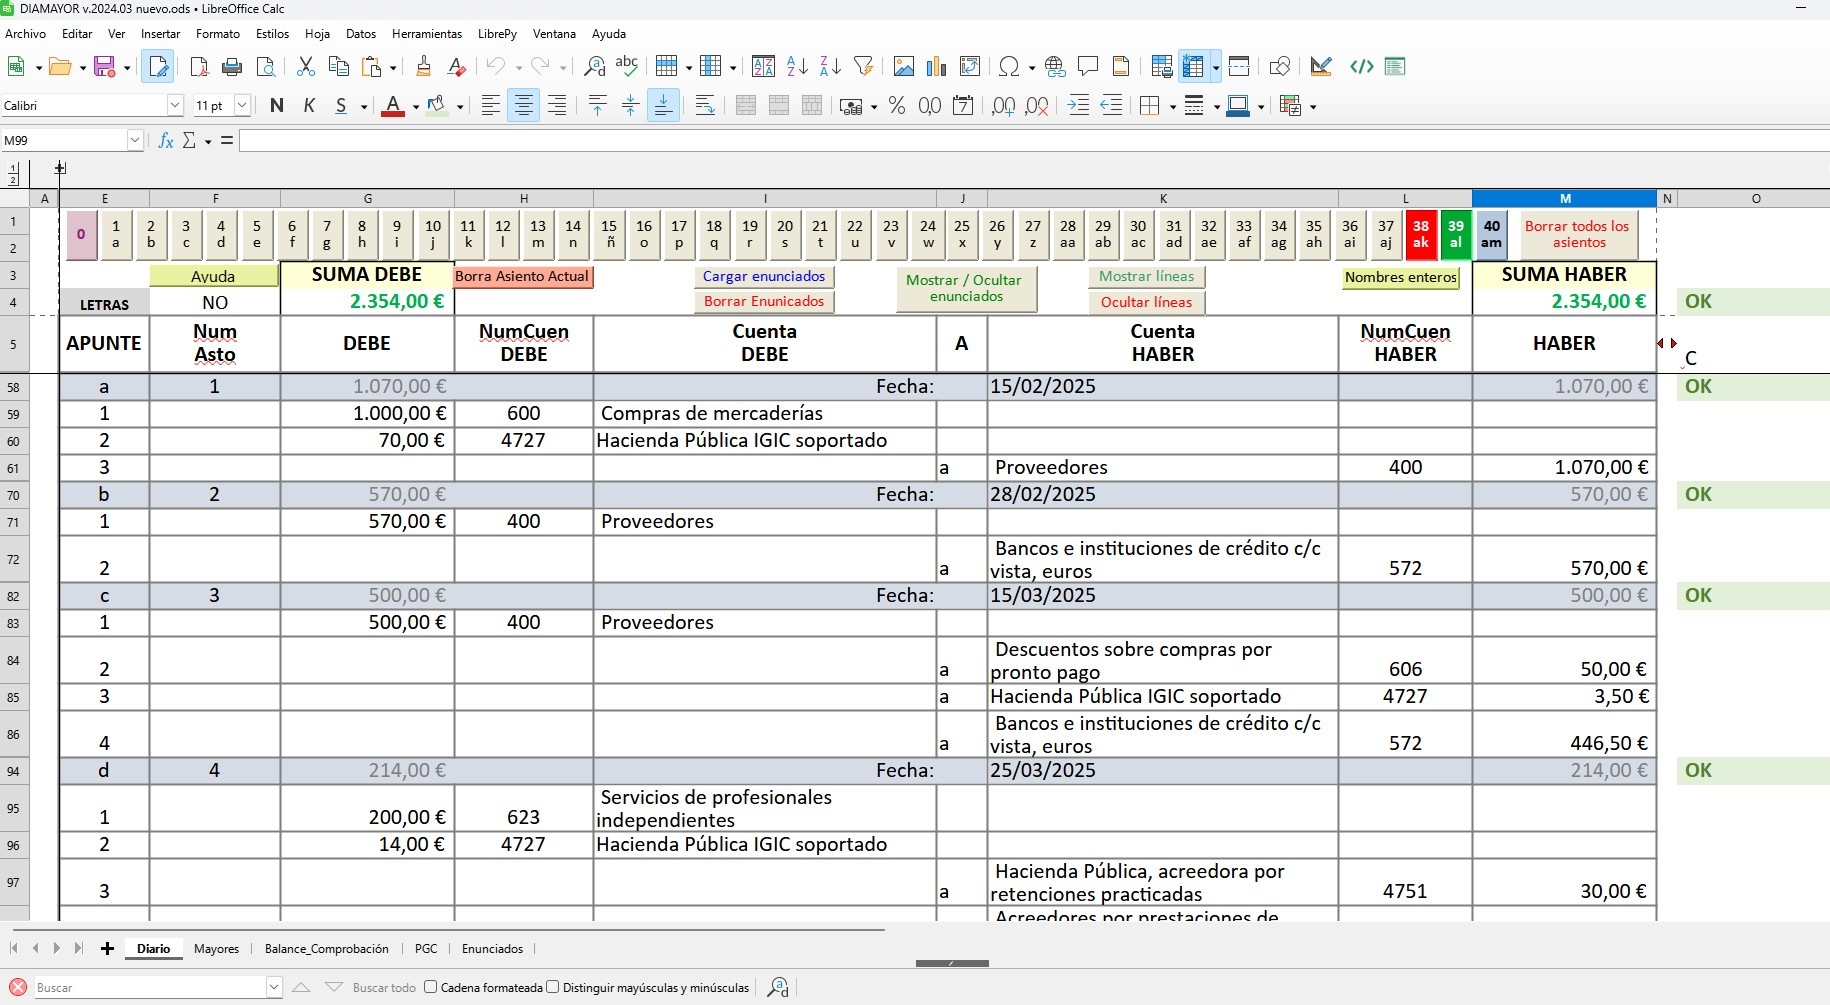 DIAMAYOR v.2024.03 nuevo.ods • LibreOffice Calc
Archivo Editar Ver Insertar Formato Estilos Hoja Datos Herramientas LibrePy Ventana Ayuda
Calibri 11 pt N K S
M99
1
2
A E F G H I J K L M N O
1 2 3 4 5 58 59 60 61 70 71 72 82 83 84 85 86 94 95 96 97
0 1 2 3 4 5 6 7 8 9 10 11 12 13 14 15 16 17 18 19 20 21 22 23 24 25 26 27 28 29 30 31 32 33 34 35 36 37 38 39 40
a b c d e f g h i j k l m n ñ o p q r s t u v w x y z aa ab ac ad ae af ag ah ai aj ak al am
Borrar todos los
asientos
Ayuda SUMA DEBE Borra Asiento Actual Cargar enunciados Mostrar / Ocultar enunciados Mostrar líneas Nombres enteros SUMA HABER
LETRAS NO 2.354,00 € Borrar Enunicados Ocultar líneas 2.354,00 € OK
APUNTE Num Asto DEBE NumCuen DEBE Cuenta DEBE A Cuenta HABER NumCuen HABER HABER C
a 1 1.070,00 € Fecha: 15/02/2025 1.070,00 € OK
1 1.000,00 € 600 Compras de mercaderías
2 70,00 € 4727 Hacienda Pública IGIC soportado
3 a Proveedores 400 1.070,00 €
b 2 570,00 € Fecha: 28/02/2025 570,00 € OK
1 570,00 € 400 Proveedores
Bancos e instituciones de crédito c/c
2 a vista, euros 572 570,00 €
c 3 500,00 € Fecha: 15/03/2025 500,00 € OK
1 500,00 € 400 Proveedores
Descuentos sobre compras por
2 a pronto pago 606 50,00 €
3 a Hacienda Pública IGIC soportado 4727 3,50 €
Bancos e instituciones de crédito c/c
4 a vista, euros 572 446,50 €
d 4 214,00 € Fecha: 25/03/2025 214,00 € OK
Servicios de profesionales
1 200,00 € 623 independientes
2 14,00 € 4727 Hacienda Pública IGIC soportado
Hacienda Pública, acreedora por
3 a retenciones practicadas 4751 30,00 €
Acreedores por prestaciones de
Diario Mayores Balance_Comprobación PGC Enunciados
Buscar Buscar todo Cadena formateada Distinguir mayúsculas y minúsculas